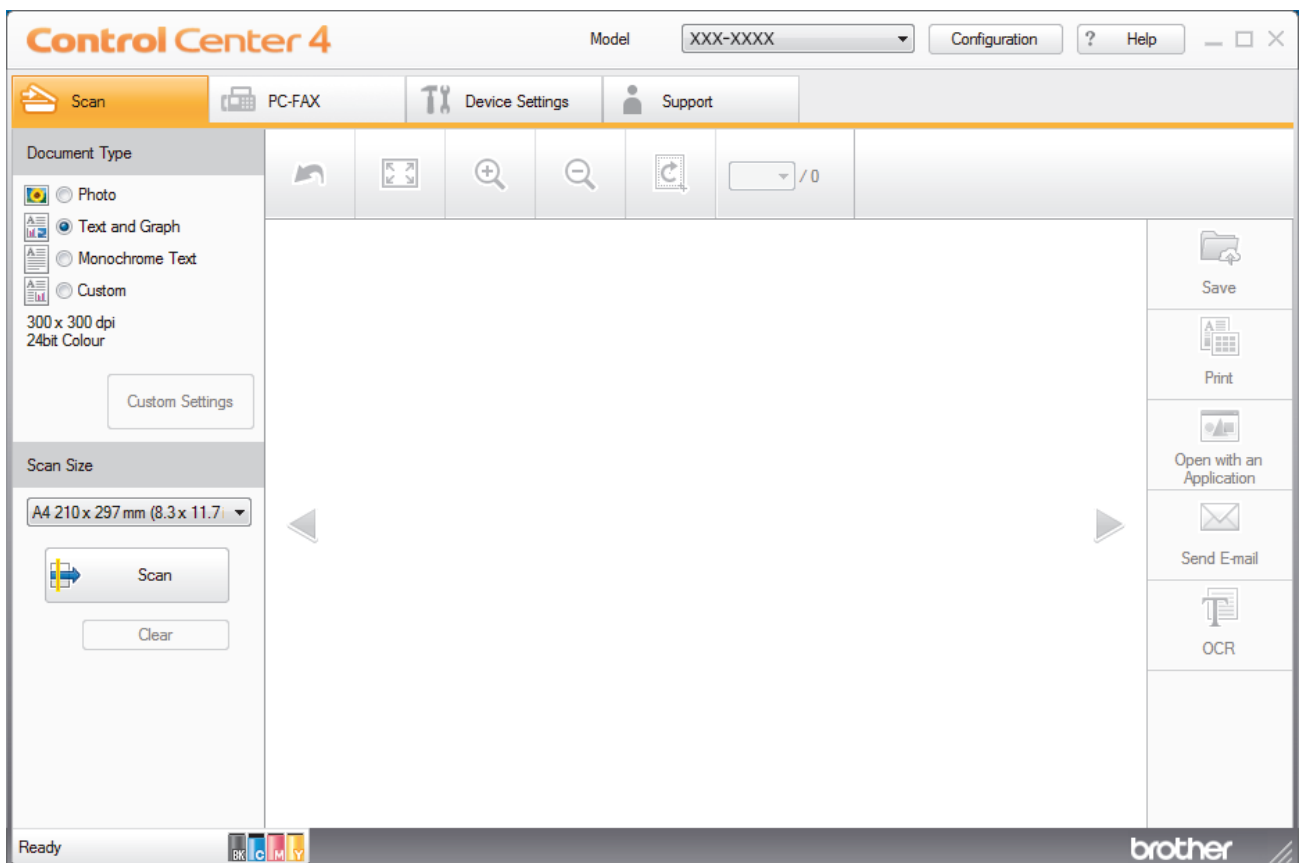 Control Center 4
Model
XXX-XXXX
Configuration
? Help
Scan
PC-FAX
Device Settings
Support
Document Type
Photo
Text and Graph
Monochrome Text
Custom
300 x 300 dpi
24bit Colour
Custom Settings
Scan Size
A4 210 x 297 mm (8.3 x 11.7
Scan
Clear
/ 0
Save
Print
Open with an
Application
Send E-mail
OCR
Ready
BK C M Y
brother